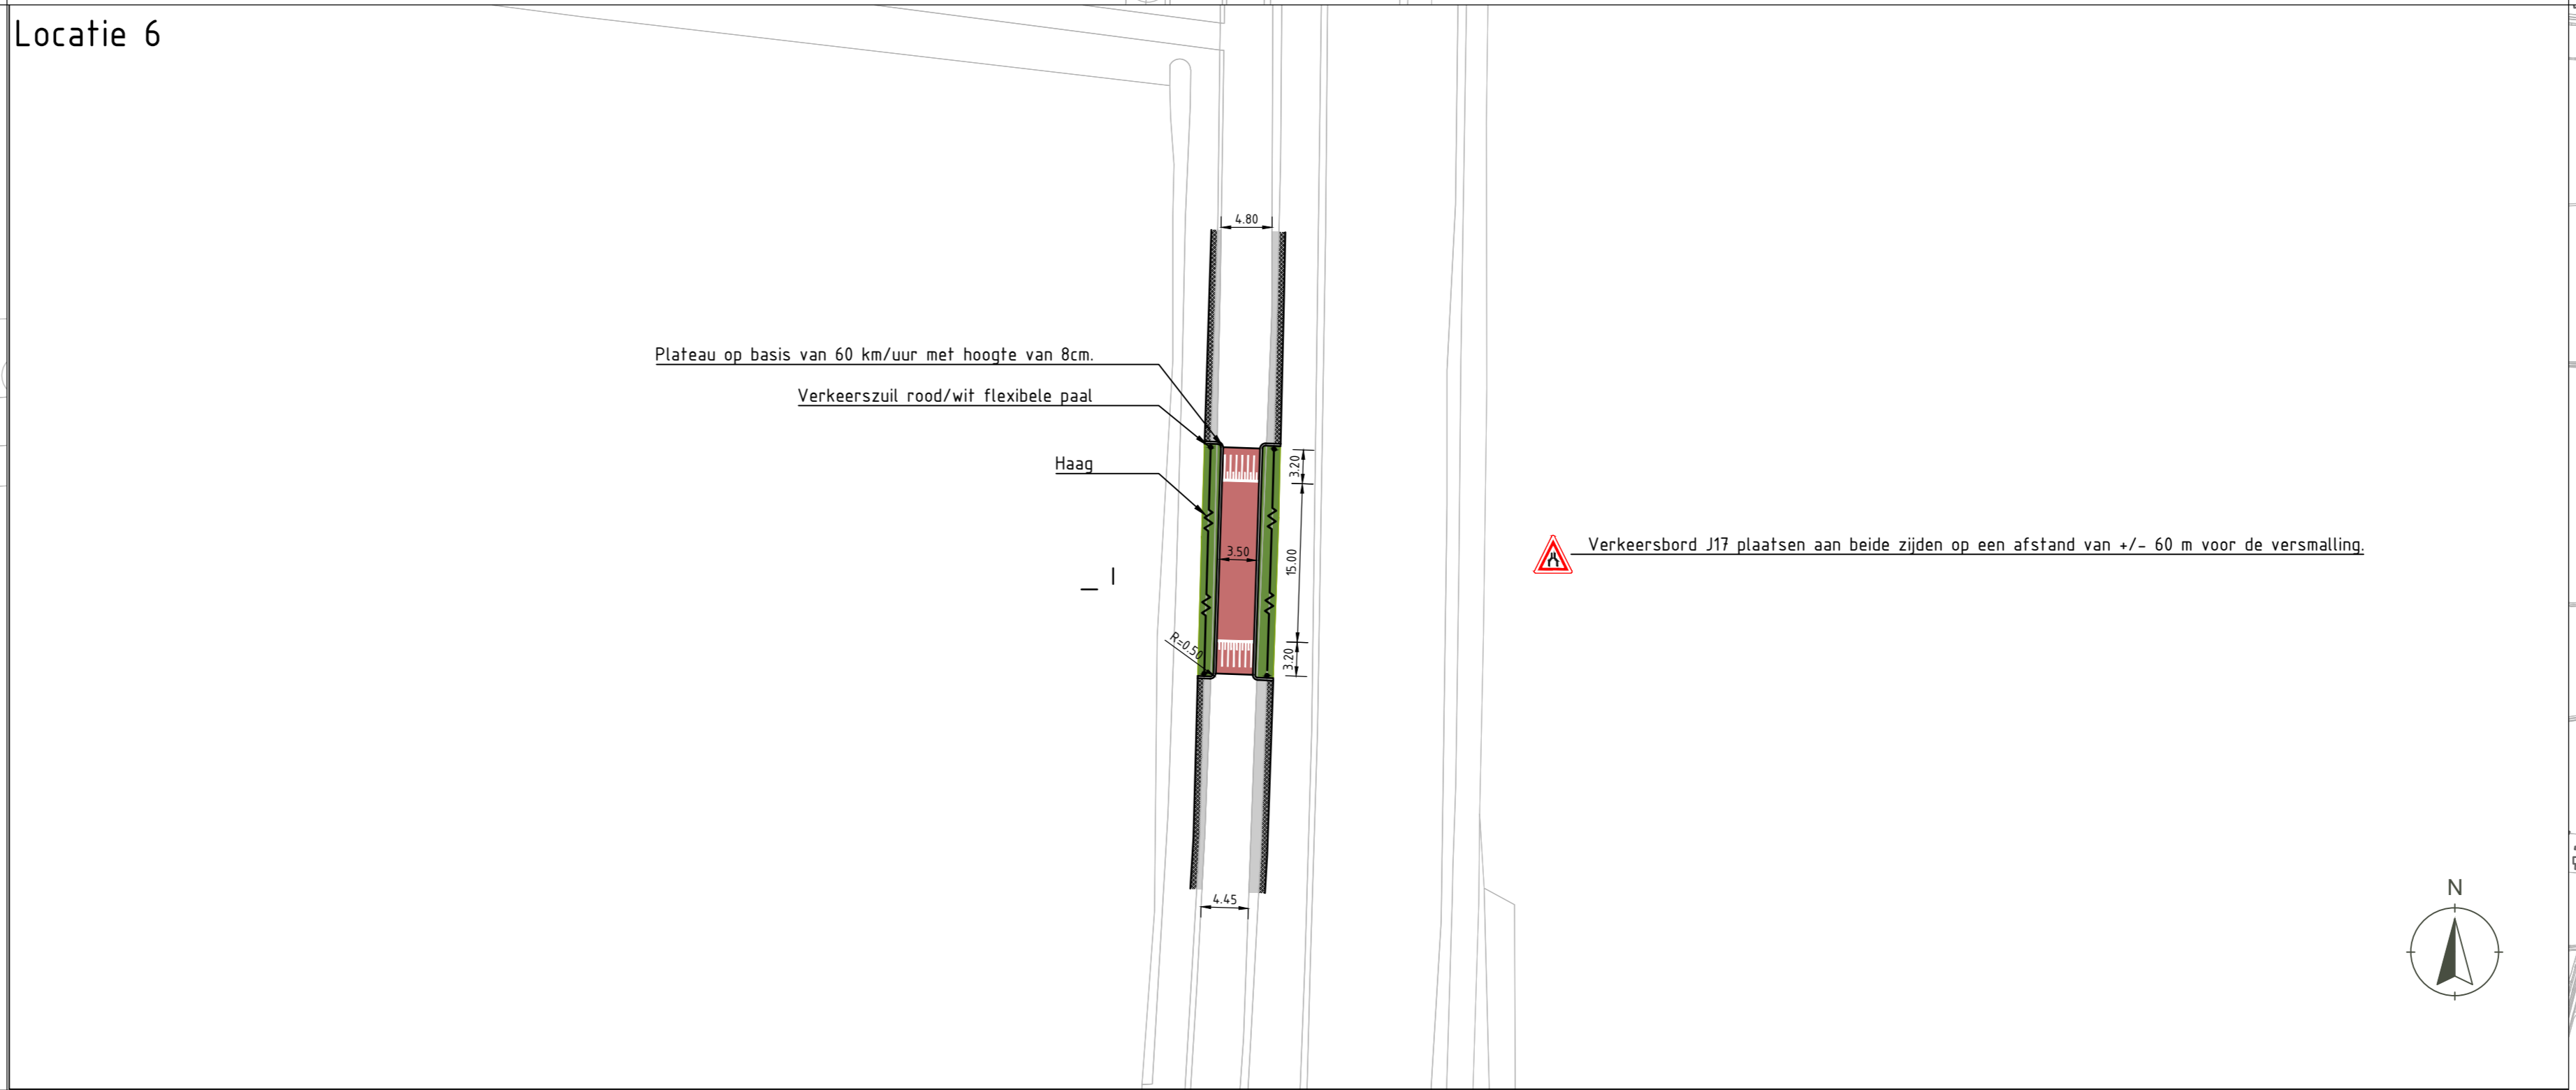 Locatie 6
4.80
Plateau op basis van 60 km/uur met hoogte van 8cm.
Verkeerszuil rood/wit flexibele paal
Haag
3.20
3.50
15.00
Verkeersbord J17 plaatsen aan beide zijden op een afstand van +/- 60 m voor de versmalling.
R=0.50
3.20
4.45
N